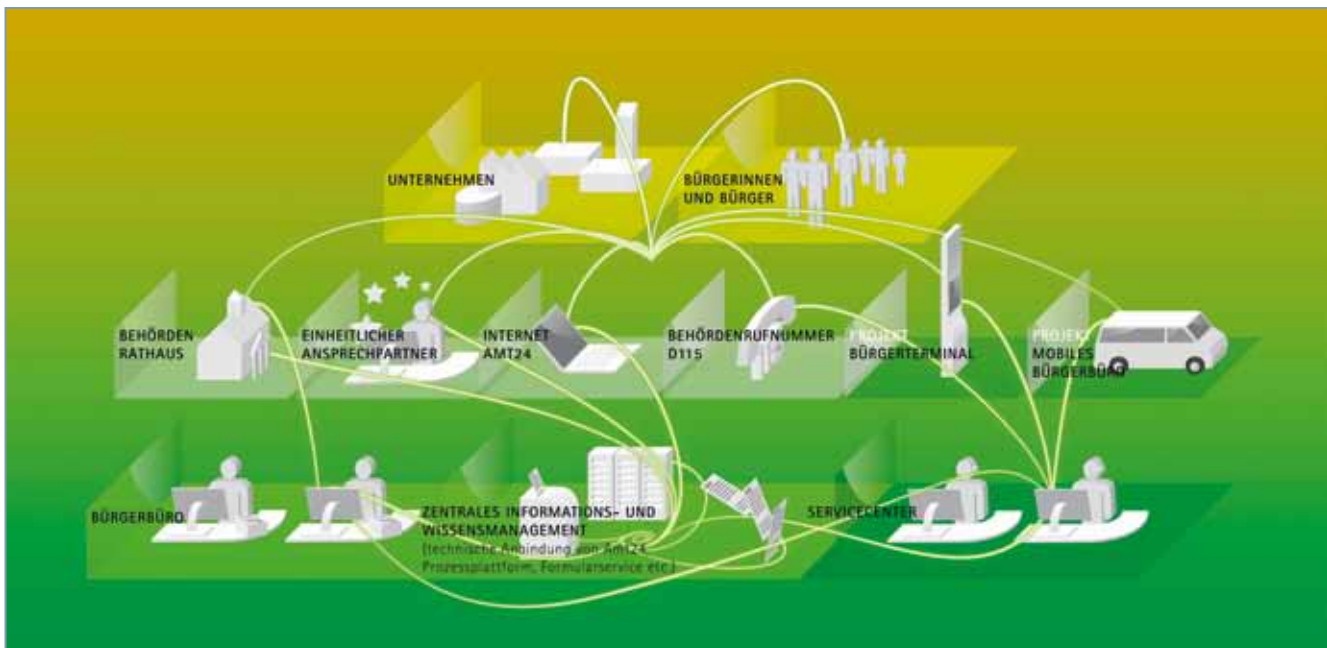 UNTERNEHMEN
BÜRGERINNEN
UND BÜRGER
BEHÖRDEN
RATHAUS
EINHEITLICHER
ANSPRECHPARTNER
INTERNET
AMT24
BEHÖRDENRUFNUMMER
D115
PROJEKT
BÜRGERTERMINAL
PROJEKT
MOBILES
BÜRGERBÜRO
BÜRGERBÜRO
ZENTRALES INFORMATIONS- UND
WISSENSMANAGEMENT
(technische Anbindung von Amt24
Prozessplattform, Formularservice etc.)
SERVICECENTER